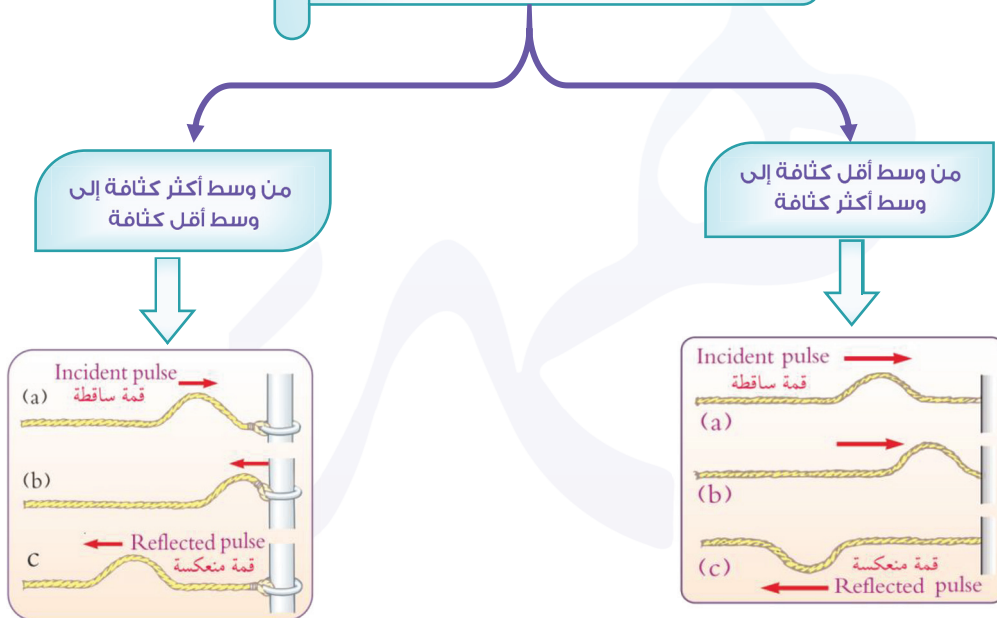 من وسط أقل كثافة إلى
وسط أكثر كثافة
من وسط أكثر كثافة إلى
وسط أقل كثافة
Incident pulse
قمة ساقطة
(a)
(b)
(c)
قمة منعكسة
Reflected pulse
Incident pulse
(a)
قمة ساقطة
(b)
Reflected pulse
c
قمة منعكسة